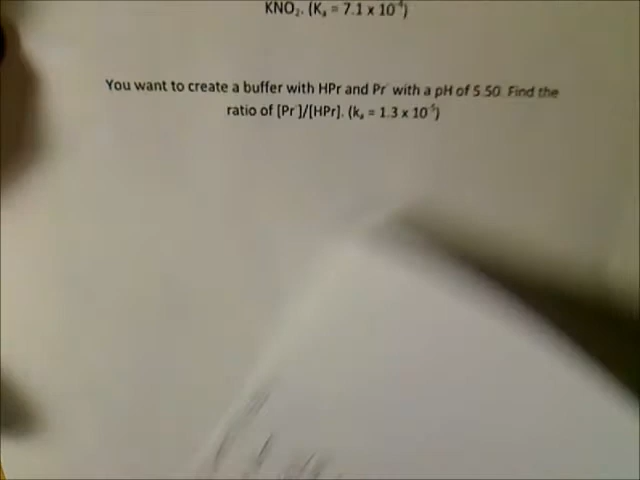 KNO₂. (Kₐ = 7.1 x 10⁻⁴)
You want to create a buffer with HPr and Pr⁻ with a pH of 5.50. Find the
ratio of [Pr⁻]/[HPr]. (kₐ = 1.3 x 10⁻⁵)